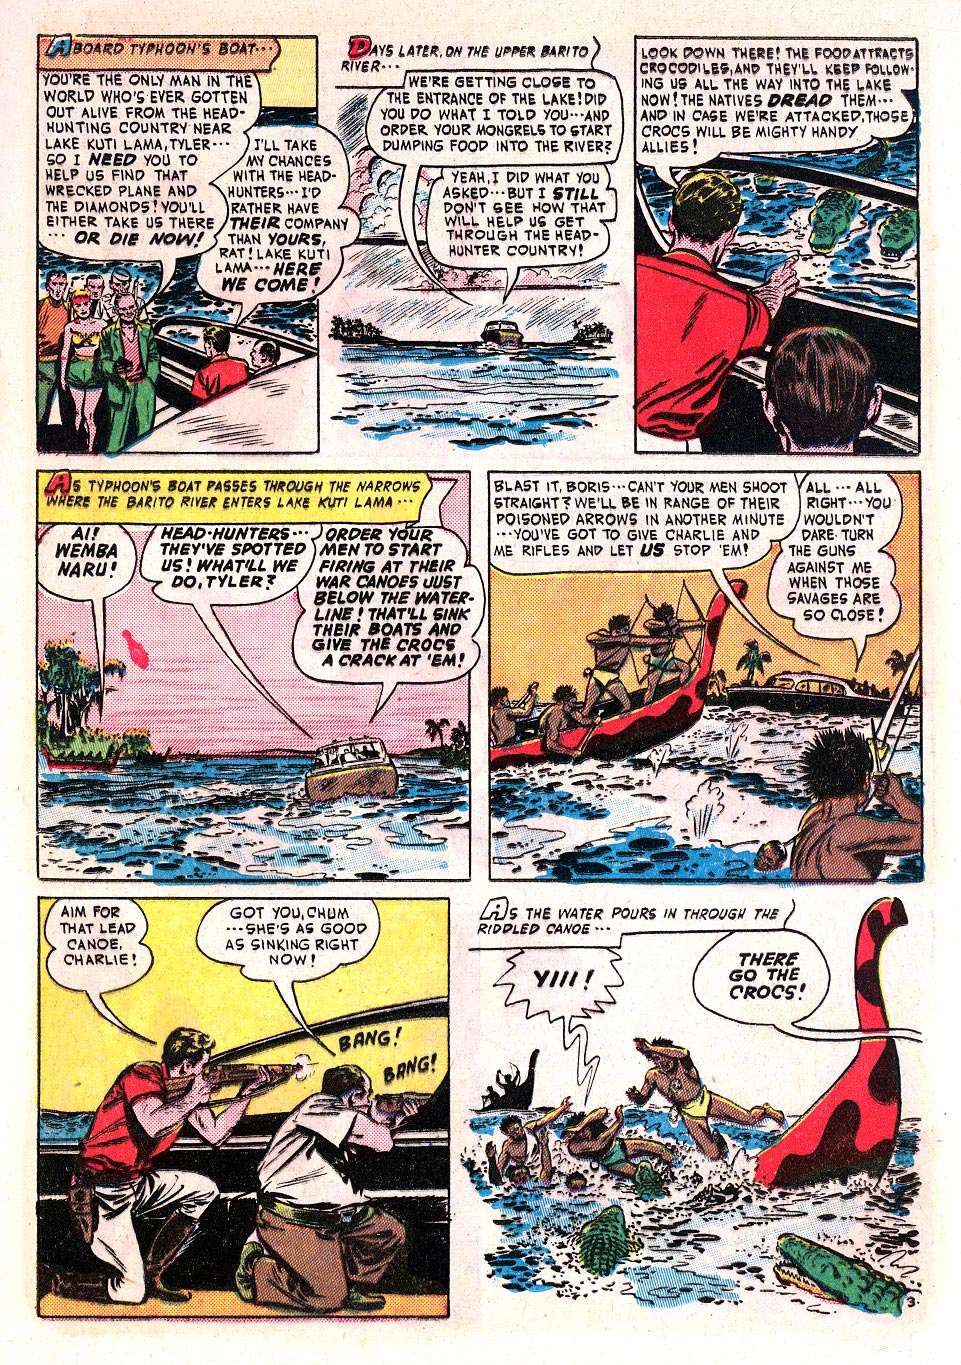 ABOARD TYPHOON'S BOAT...
YOU'RE THE ONLY MAN IN THE
WORLD WHO'S EVER GOTTEN
OUT ALIVE FROM THE HEAD-
HUNTING COUNTRY NEAR
LAKE KUTI LAMA, TYLER...
SO I NEED YOU TO
HELP US FIND THAT
WRECKED PLANE AND
THE DIAMONDS! YOU'LL
EITHER TAKE US THERE
... OR DIE NOW!
I'LL TAKE
MY CHANCES
WITH THE HEAD-
HUNTERS... I'D
RATHER HAVE
THEIR COMPANY
THAN YOURS,
RAT! LAKE KUTI
LAMA... HERE
WE COME!
DAYS LATER, ON THE UPPER BARITO
RIVER...
WE'RE GETTING CLOSE TO
THE ENTRANCE OF THE LAKE! DID
YOU DO WHAT I TOLD YOU...AND
ORDER YOUR MONGRELS TO START
DUMPING FOOD INTO THE RIVER?
YEAH, I DID WHAT YOU
ASKED... BUT I STILL
DON'T SEE HOW THAT
WILL HELP US GET
THROUGH THE HEAD-
HUNTER COUNTRY!
LOOK DOWN THERE! THE FOOD ATTRACTS
CROCODILES, AND THEY'LL KEEP FOLLOW-
ING US ALL THE WAY INTO THE LAKE
NOW! THE NATIVES DREAD THEM...
AND IN CASE WE'RE ATTACKED, THOSE
CROCS WILL BE MIGHTY HANDY
ALLIES!
AS TYPHOON'S BOAT PASSES THROUGH THE NARROWS
WHERE THE BARITO RIVER ENTERS LAKE KUTI LAMA...
AI!
WEMBA
NARU!
HEAD-HUNTERS...
THEY'VE SPOTTED
US! WHAT'LL WE
DO, TYLER?
ORDER YOUR
MEN TO START
FIRING AT THEIR
WAR CANOES JUST
BELOW THE WATER-
LINE! THAT'LL SINK
THEIR BOATS AND
GIVE THE CROCS
A CRACK AT 'EM!
BLAST IT, BORIS... CAN'T YOUR MEN SHOOT
STRAIGHT? WE'LL BE IN RANGE OF THEIR
POISONED ARROWS IN ANOTHER MINUTE
...YOU'VE GOT TO GIVE CHARLIE AND
ME RIFLES AND LET US STOP 'EM!
ALL... ALL
RIGHT...YOU
WOULDN'T
DARE TURN
THE GUNS
AGAINST ME
WHEN THOSE
SAVAGES ARE
SO CLOSE!
AIM FOR
THAT LEAD
CANOE,
CHARLIE!
GOT YOU, CHUM
...SHE'S AS GOOD
AS SINKING RIGHT
NOW!
BANG!
BANG!
AS THE WATER POURS IN THROUGH THE
RIDDLED CANOE...
YIII!
THERE
GO THE
CROCS!
3